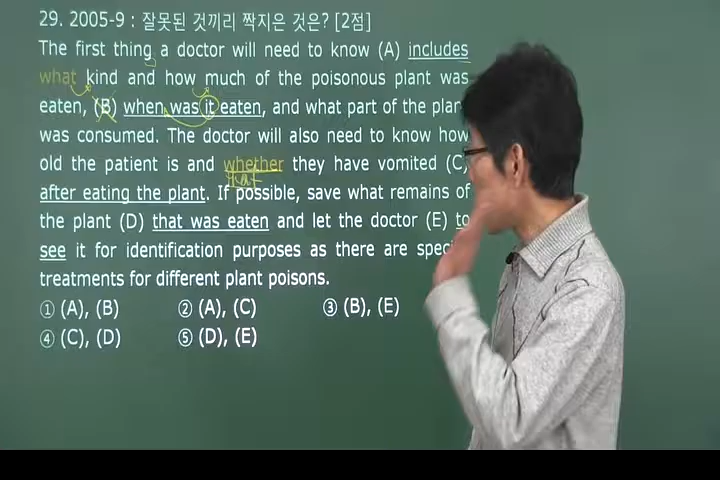 29. 2005-9 : 잘못된 것끼리 짝지은 것은? [2점]
The first thing a doctor will need to know (A) includes
what kind and how much of the poisonous plant was
eaten, (B) when was it eaten, and what part of the
was consumed. The doctor will also need to know how
old the patient is and whether they have vomited (C)
that
after eating the plant. If possible, save what remains of
the plant (D) that was eaten and let the doctor (E) to
see it for identification purposes as there are
treatments for different plant poisons.
① (A), (B) ② (A), (C) ③ (B), (E)
④ (C), (D) ⑤ (D), (E)